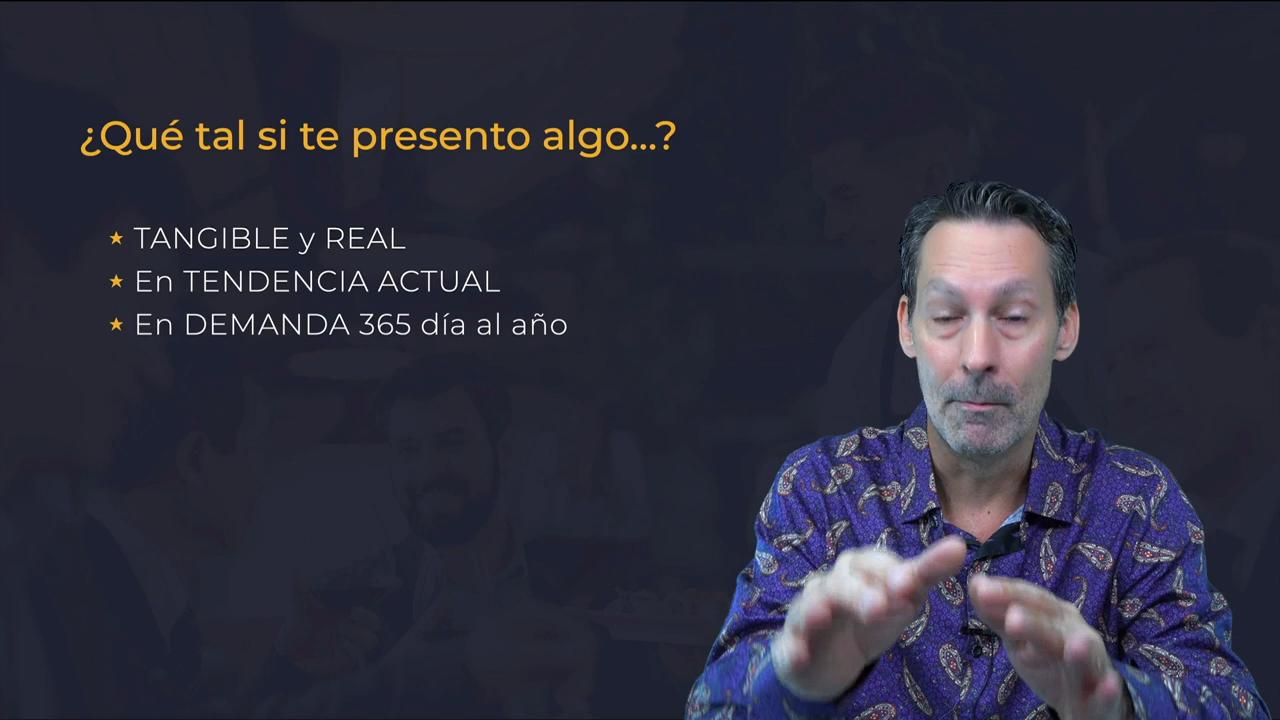 ¿Qué tal si te presento algo...?
TANGIBLE y REAL
En TENDENCIA ACTUAL
En DEMANDA 365 día al año